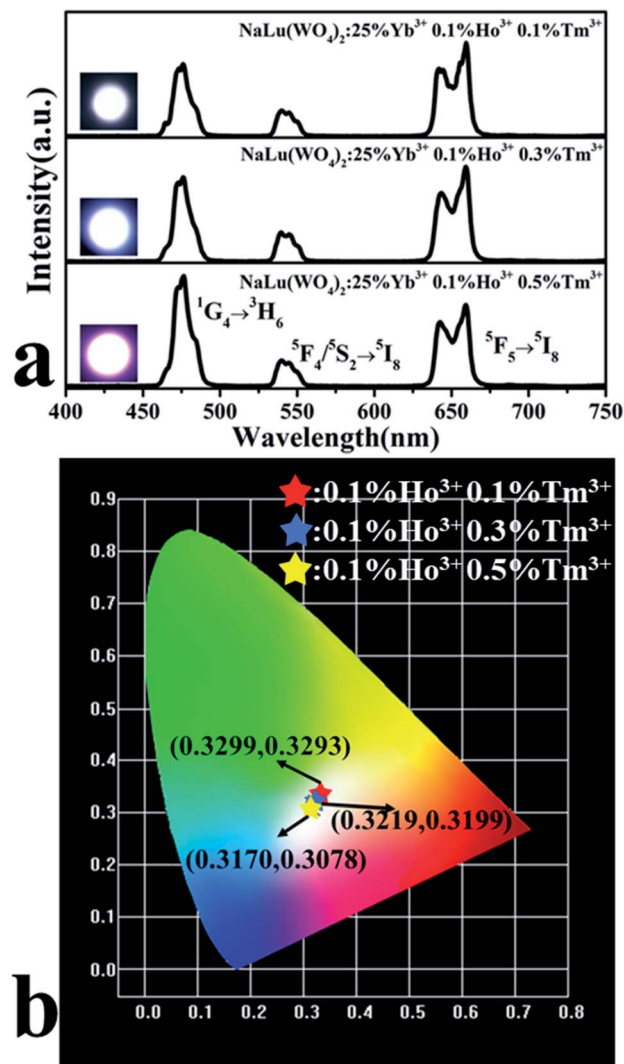 NaLu(WO₄)₂:25%Yb³⁺ 0.1%Ho³⁺ 0.1%Tm³⁺
NaLu(WO₄)₂:25%Yb³⁺ 0.1%Ho³⁺ 0.3%Tm³⁺
NaLu(WO₄)₂:25%Yb³⁺ 0.1%Ho³⁺ 0.5%Tm³⁺
¹G₄→³H₆
⁵F₄/⁵S₂→⁵I₈
⁵F₅→⁵I₈
Intensity(a.u.)
a
400 450 500 550 600 650 700 750
Wavelength(nm)
:0.1%Ho³⁺ 0.1%Tm³⁺
:0.1%Ho³⁺ 0.3%Tm³⁺
:0.1%Ho³⁺ 0.5%Tm³⁺
0.9
0.8
0.7
0.6
0.5
0.4
0.3
0.2
0.1
0.0
(0.3299,0.3293)
(0.3219,0.3199)
(0.3170,0.3078)
0.0 0.1 0.2 0.3 0.4 0.5 0.6 0.7 0.8
b